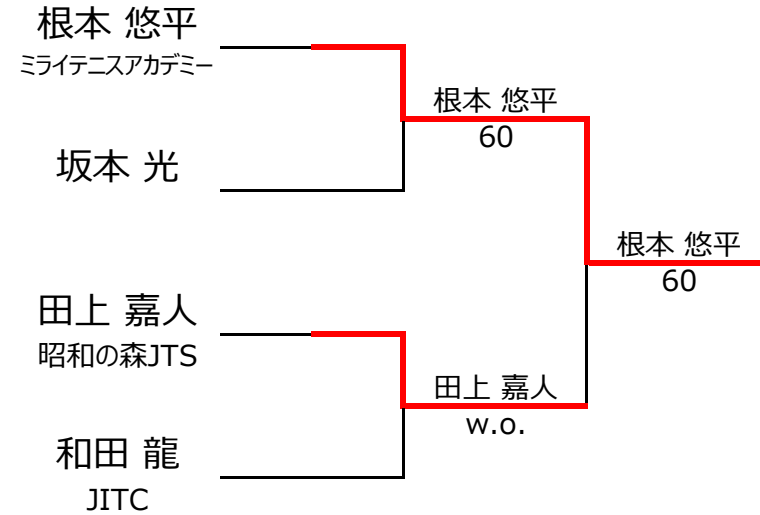 根本 悠平
ミライテニスアカデミー
根本 悠平
60
坂本 光
根本 悠平
60
田上 嘉人
昭和の森JTS
田上 嘉人
w.o.
和田 龍
JITC